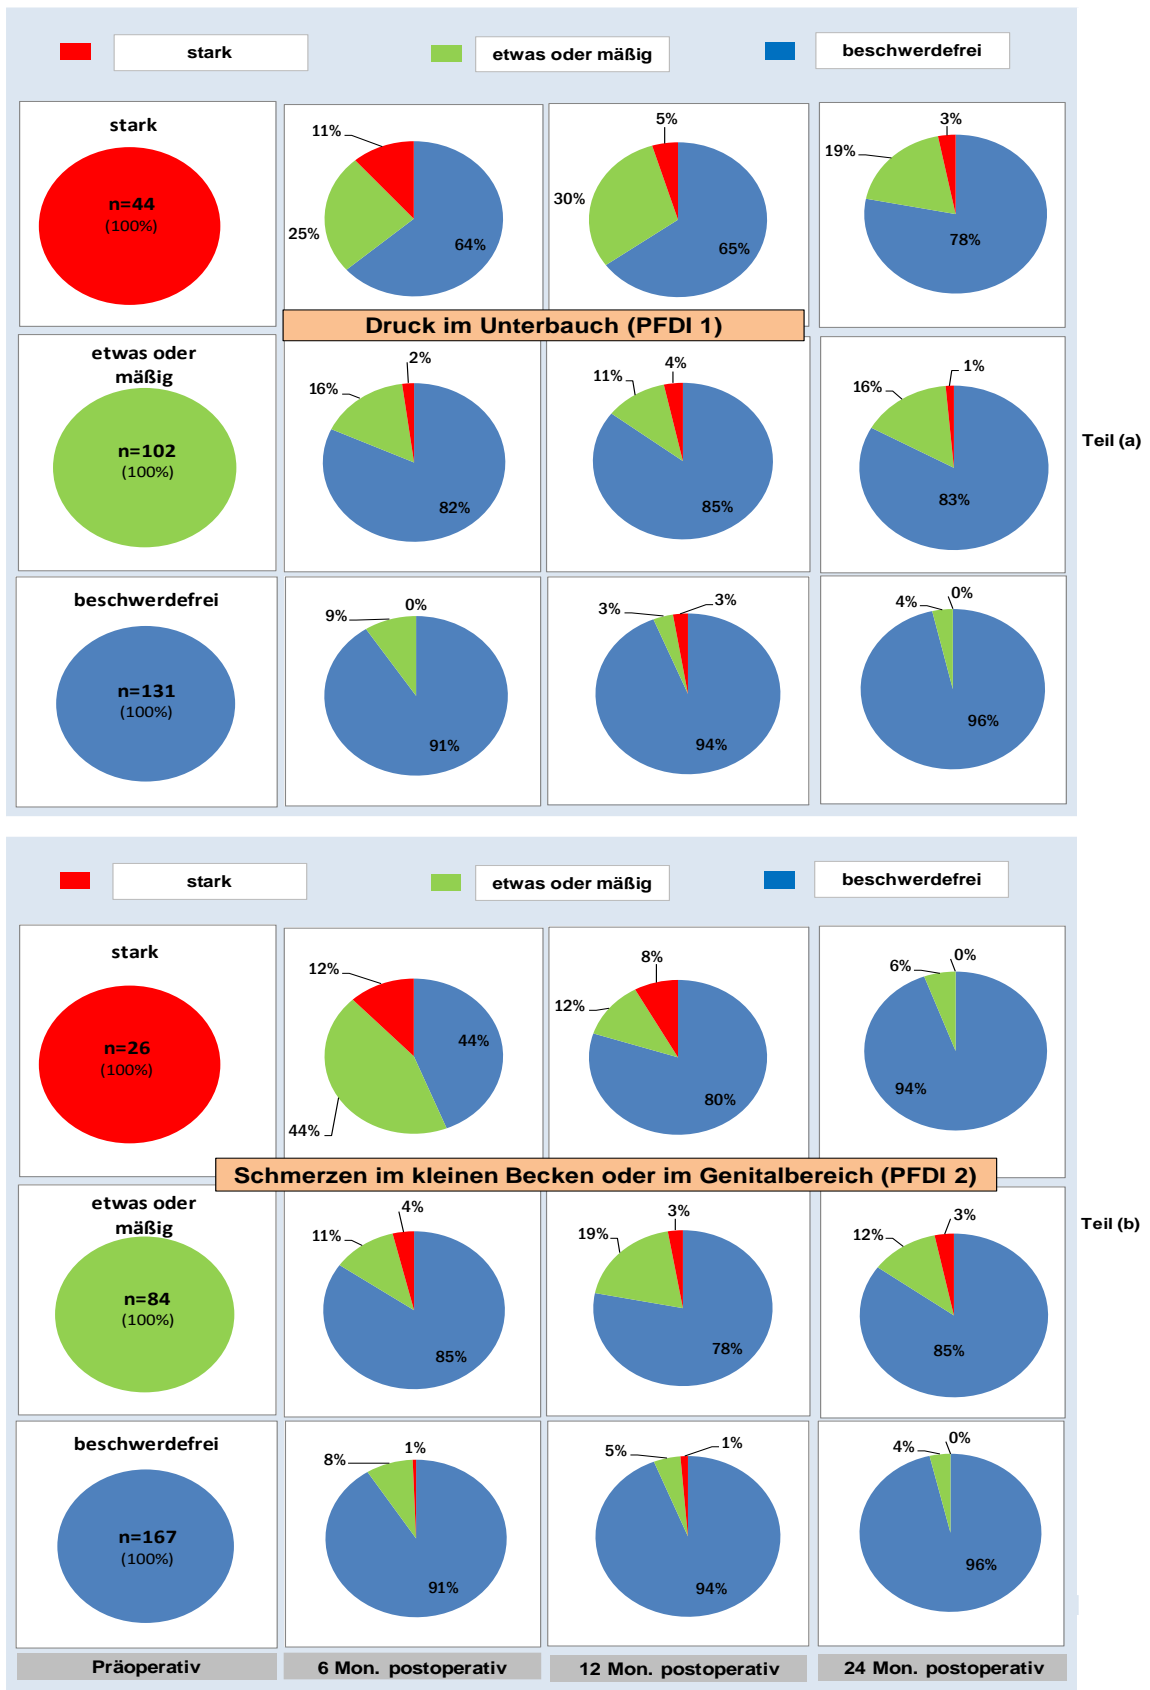 stark
etwas oder mäßig
beschwerdefrei
stark
n=44
(100%)
11%
25%
64%
5%
30%
65%
3%
19%
78%
Druck im Unterbauch (PFDI 1)
etwas oder
mäßig
n=102
(100%)
2%
16%
82%
4%
11%
85%
1%
16%
83%
Teil (a)
beschwerdefrei
n=131
(100%)
0%
9%
91%
3%
3%
94%
0%
4%
96%
stark
etwas oder mäßig
beschwerdefrei
stark
n=26
(100%)
12%
44%
44%
8%
12%
80%
0%
6%
94%
Schmerzen im kleinen Becken oder im Genitalbereich (PFDI 2)
etwas oder
mäßig
n=84
(100%)
4%
11%
85%
3%
19%
78%
3%
12%
85%
Teil (b)
beschwerdefrei
n=167
(100%)
1%
8%
91%
1%
5%
94%
0%
4%
96%
Präoperativ
6 Mon. postoperativ
12 Mon. postoperativ
24 Mon. postoperativ